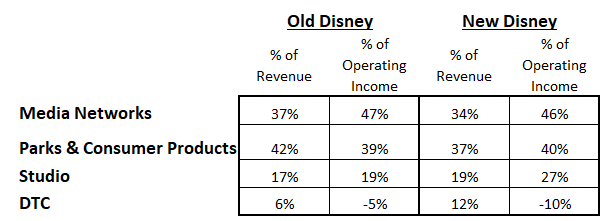 Old Disney New Disney
% of Revenue % of Operating Income % of Revenue % of Operating Income
Media Networks 37% 47% 34% 46%
Parks & Consumer Products 42% 39% 37% 40%
Studio 17% 19% 19% 27%
DTC 6% -5% 12% -10%